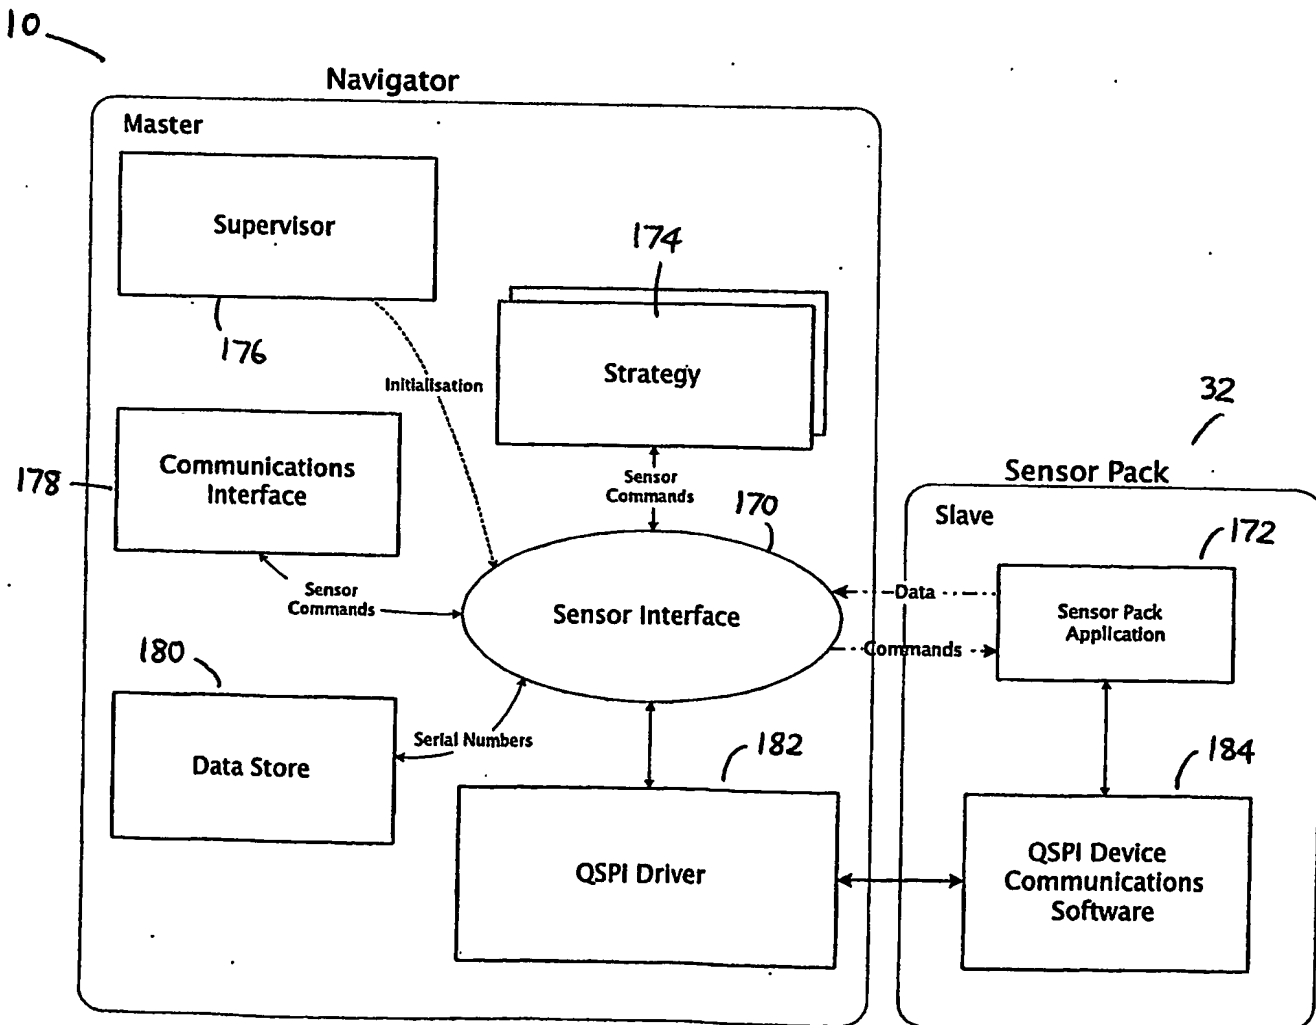 10
Navigator
Master
Supervisor
176
174
Strategy
Initialisation
Communications
Interface
178
Sensor
Commands
170
Sensor
Commands
Sensor Interface
180
Data Store
Serial Numbers
182
QSPI Driver
32
Sensor Pack
Slave
172
Data
Sensor Pack
Application
Commands
184
QSPI Device
Communications
Software